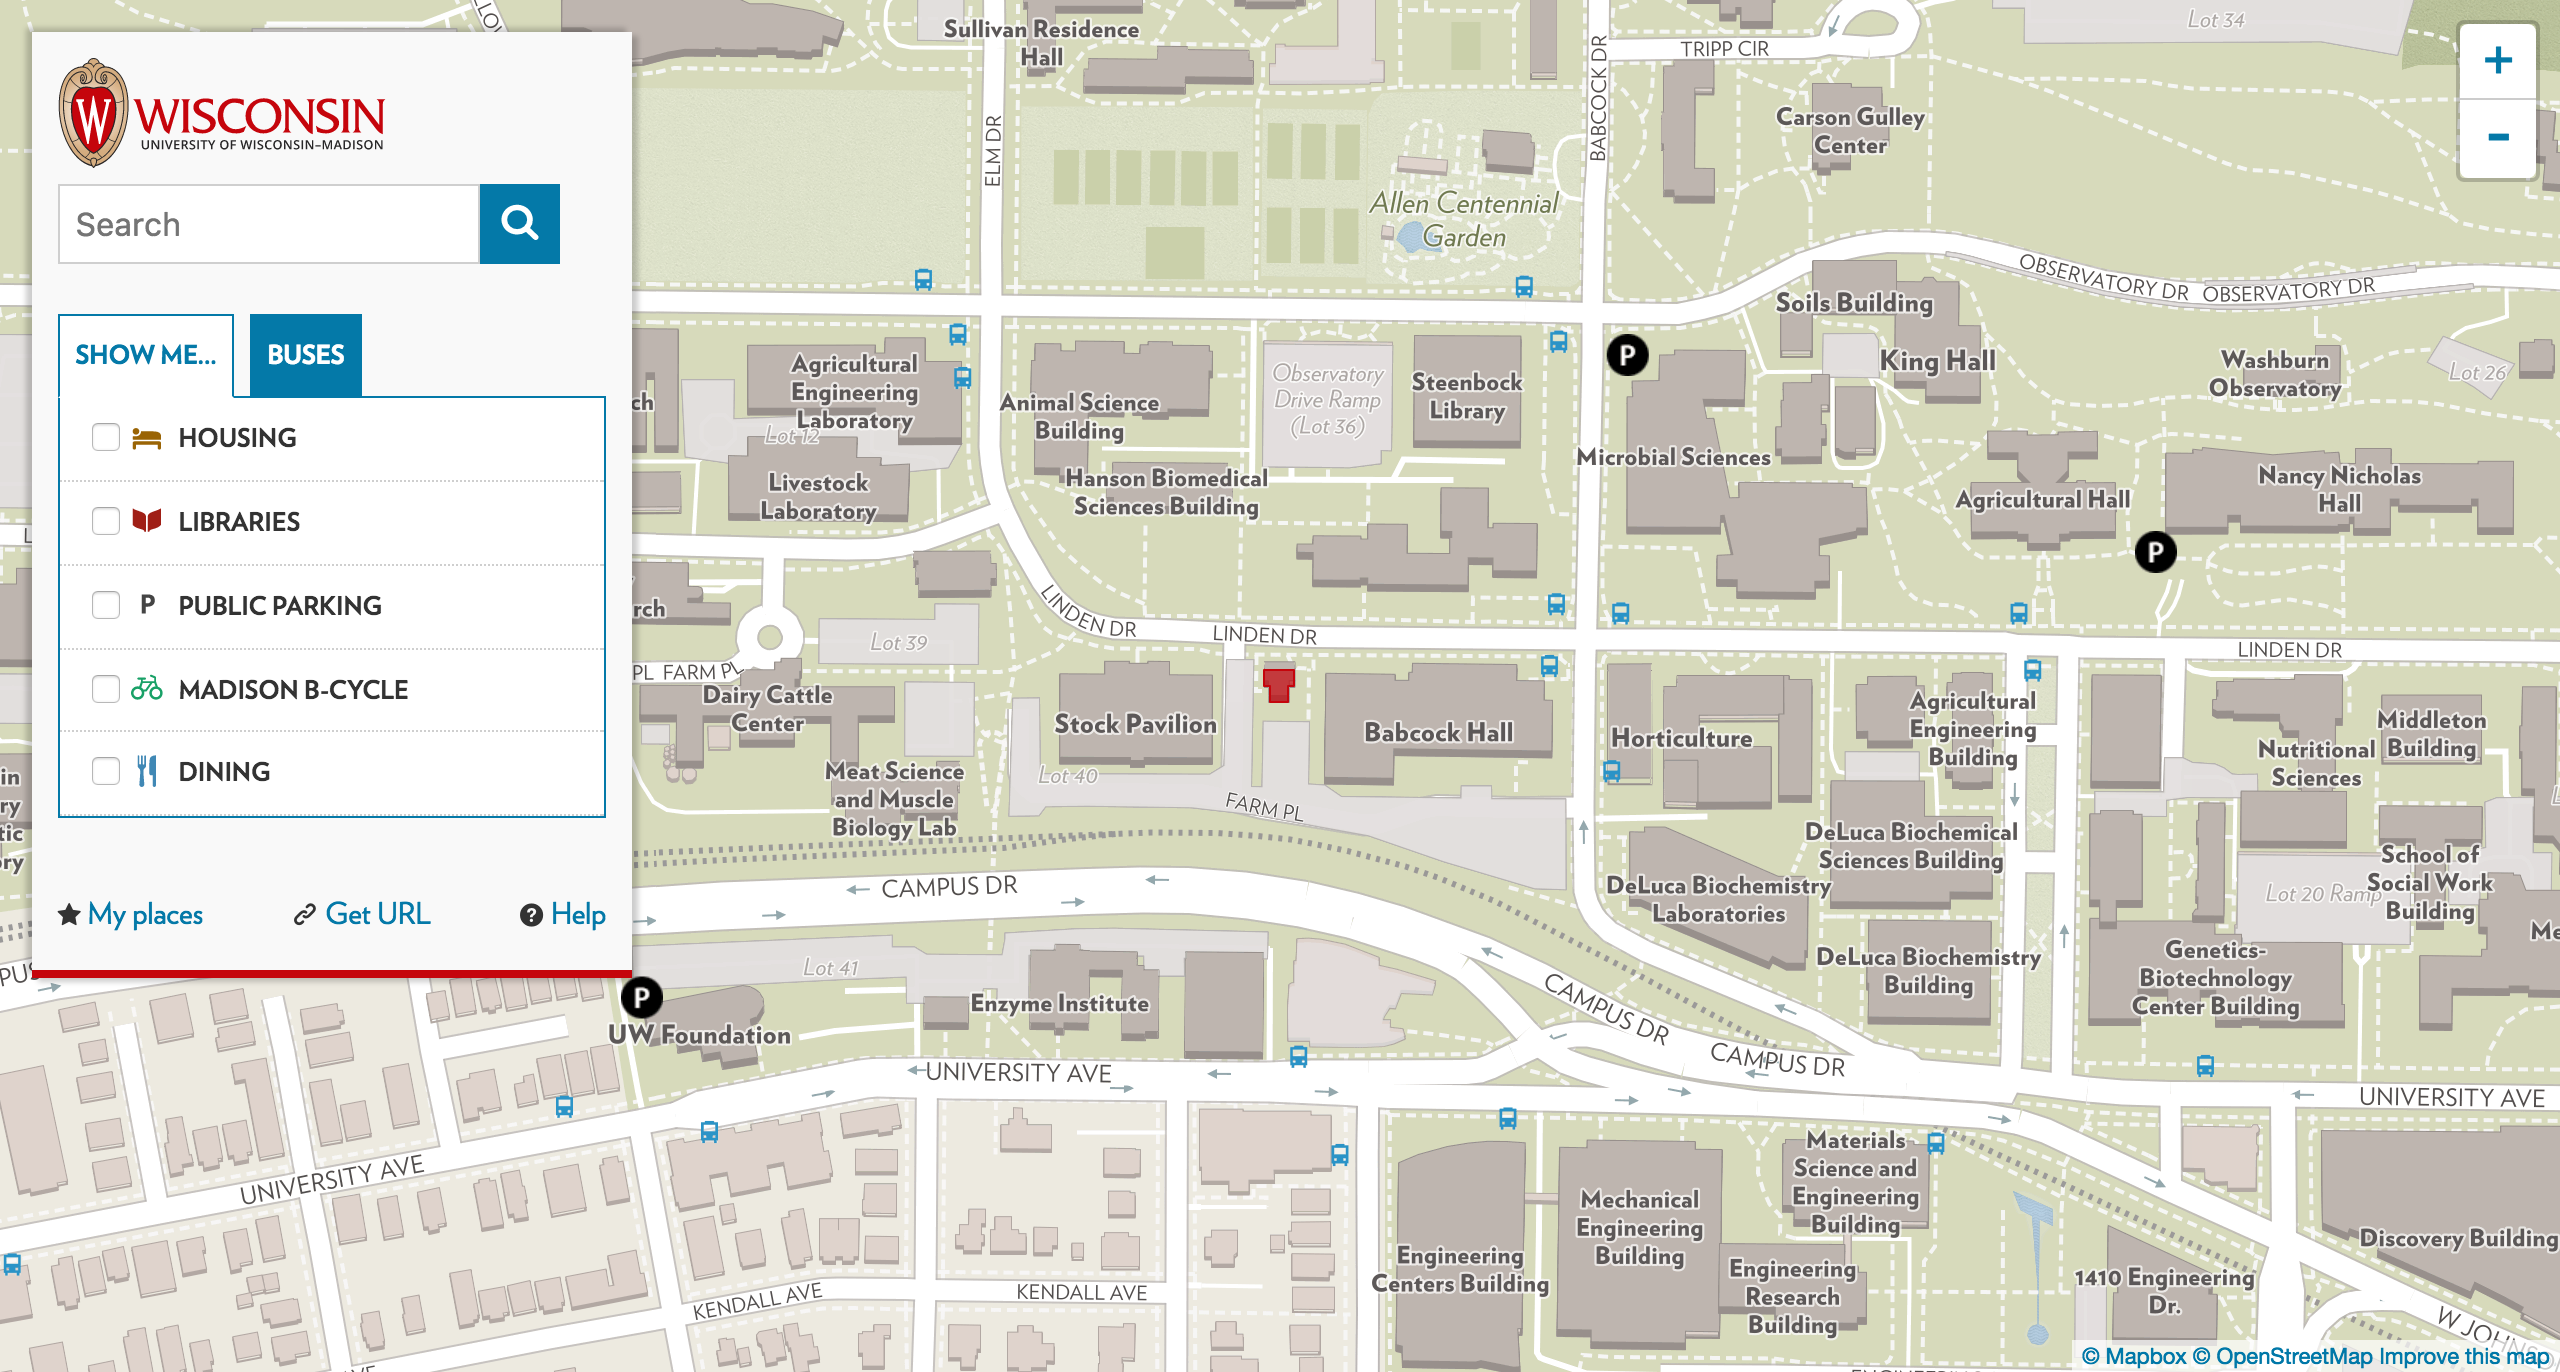 WISCONSIN
UNIVERSITY OF WISCONSIN–MADISON
Search
SHOW ME...
BUSES
HOUSING
LIBRARIES
P
PUBLIC PARKING
MADISON B-CYCLE
DINING
My places
Get URL
Help
Sullivan Residence
Hall
ELM DR
BABCOCK DR
TRIPP CIR
Lot 34
+
-
Carson Gulley
Center
Allen Centennial
Garden
OBSERVATORY DR
OBSERVATORY DR
Soils Building
King Hall
Washburn
Observatory
Lot 26
Agricultural
Engineering
Laboratory
Lot 12
Livestock
Laboratory
Animal Science
Building
Hanson Biomedical
Sciences Building
Observatory
Drive Ramp
(Lot 36)
Steenbock
Library
P
Microbial Sciences
Agricultural Hall
Nancy Nicholas
Hall
P
ch
rch
LINDEN DR
LINDEN DR
LINDEN DR
Lot 39
PL
FARM PL
Dairy Cattle
Center
Stock Pavilion
Babcock Hall
Horticulture
Agricultural
Engineering
Building
Nutritional
Sciences
Middleton
Building
Meat Science
and Muscle
Biology Lab
Lot 40
FARM PL
DeLuca Biochemical
Sciences Building
DeLuca Biochemistry
Laboratories
DeLuca Biochemistry
Building
Lot 20 Ramp
School of
Social Work
Building
Genetics-
Biotechnology
Center Building
CAMPUS DR
CAMPUS DR
CAMPUS DR
Lot 41
P
UW Foundation
Enzyme Institute
UNIVERSITY AVE
UNIVERSITY AVE
UNIVERSITY AVE
KENDALL AVE
KENDALL AVE
Engineering
Centers Building
Mechanical
Engineering
Building
Materials
Science and
Engineering
Building
Engineering
Research
Building
1410 Engineering
Dr.
Discovery Building
W JOHNS
© Mapbox © OpenStreetMap Improve this map